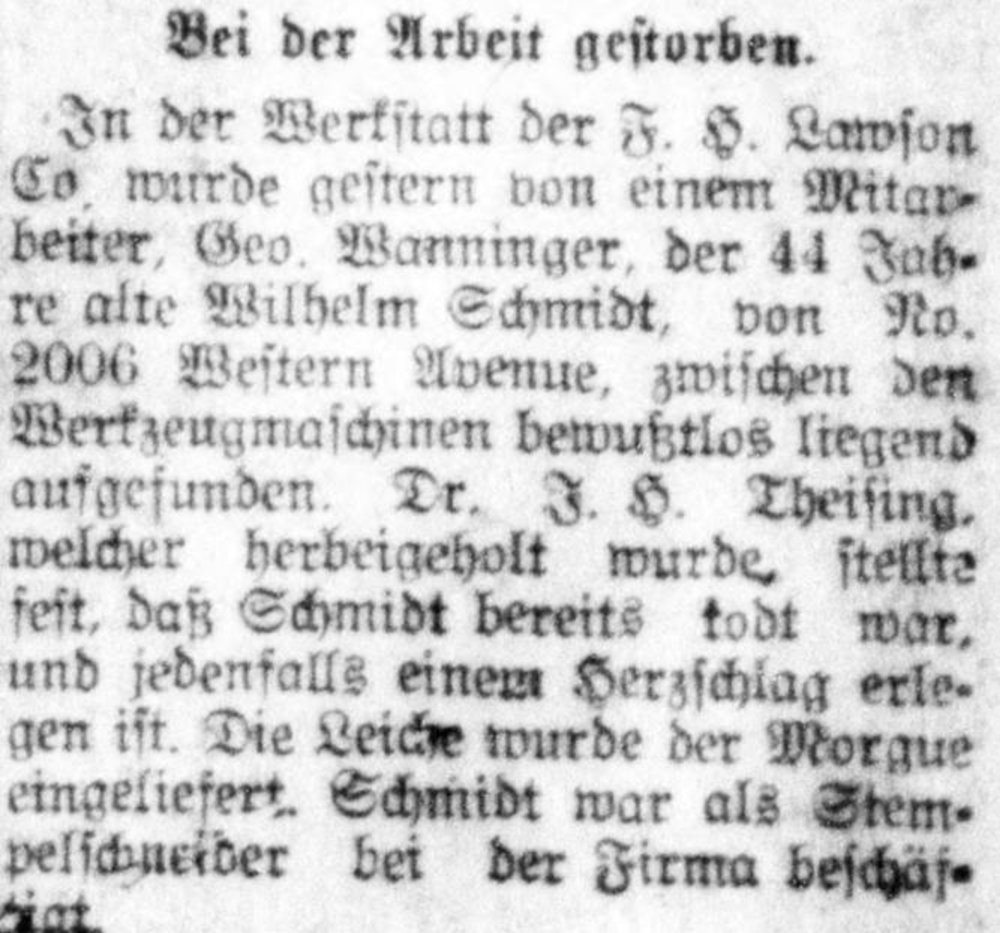 Bei der Arbeit gestorben.
In der Werkstatt der F. H. Lawson
Co. wurde gestern von einem Mitar-
beiter, Geo. Wanninger, der 44 Jah-
re alte Wilhelm Schmidt, von No.
2006 Western Avenue, zwischen den
Werkzeugmaschinen bewußtlos liegend
aufgefunden. Dr. J. H. Theising,
welcher herbeigeholt wurde, stellte
fest, daß Schmidt bereits todt war,
und jedenfalls einem Herzschlag erle-
gen ist. Die Leiche wurde der Morgue
eingeliefert. Schmidt war als Stem-
pelschneider bei der Firma beschäf-
tigt.